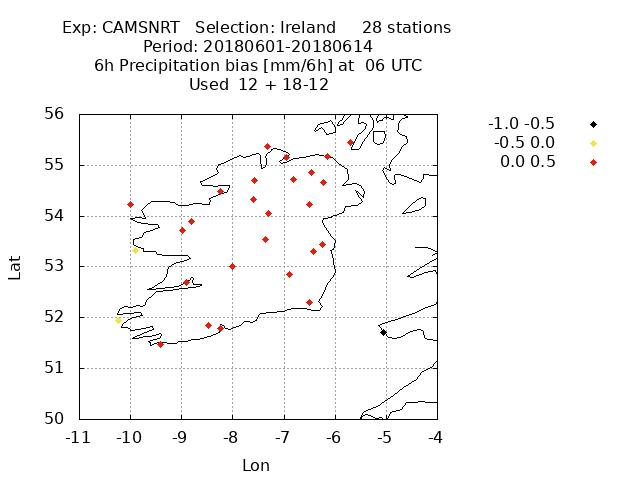 Exp: CAMSNRT   Selection: Ireland     28 stations
Period: 20180601-20180614
6h Precipitation bias [mm/6h] at  06 UTC
Used  12 + 18-12
-1.0 -0.5
-0.5 0.0
0.0 0.5
Lat
56
55
54
53
52
51
50
-11 -10 -9 -8 -7 -6 -5 -4
Lon